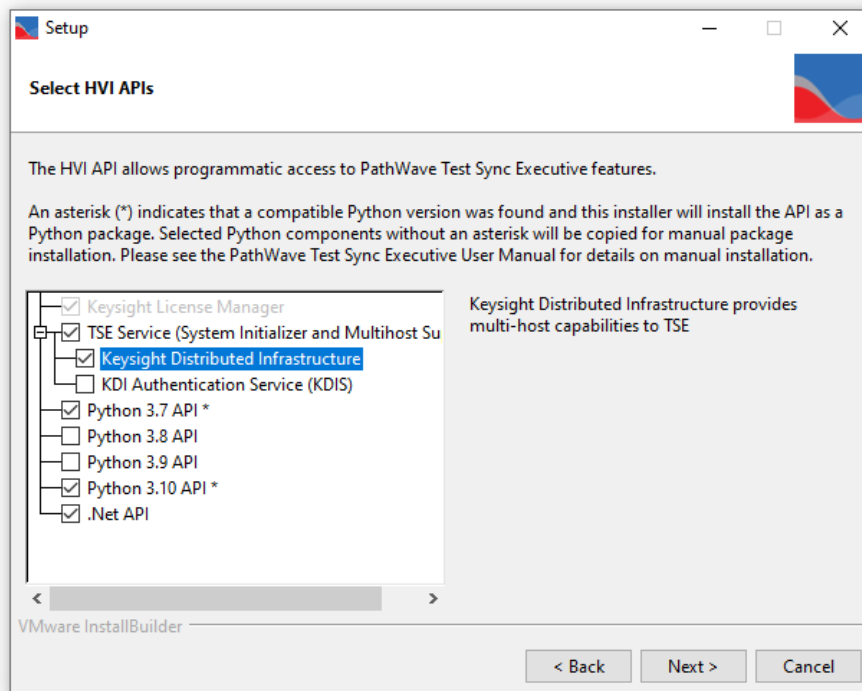 Setup
Select HVI APIs
The HVI API allows programmatic access to PathWave Test Sync Executive features.
An asterisk (*) indicates that a compatible Python version was found and this installer will install the API as a
Python package. Selected Python components without an asterisk will be copied for manual package
installation. Please see the PathWave Test Sync Executive User Manual for details on manual installation.
Keysight License Manager
TSE Service (System Initializer and Multihost Su
Keysight Distributed Infrastructure
KDI Authentication Service (KDIS)
Python 3.7 API *
Python 3.8 API
Python 3.9 API
Python 3.10 API *
.Net API
Keysight Distributed Infrastructure provides
multi-host capabilities to TSE
VMware InstallBuilder
< Back
Next >
Cancel